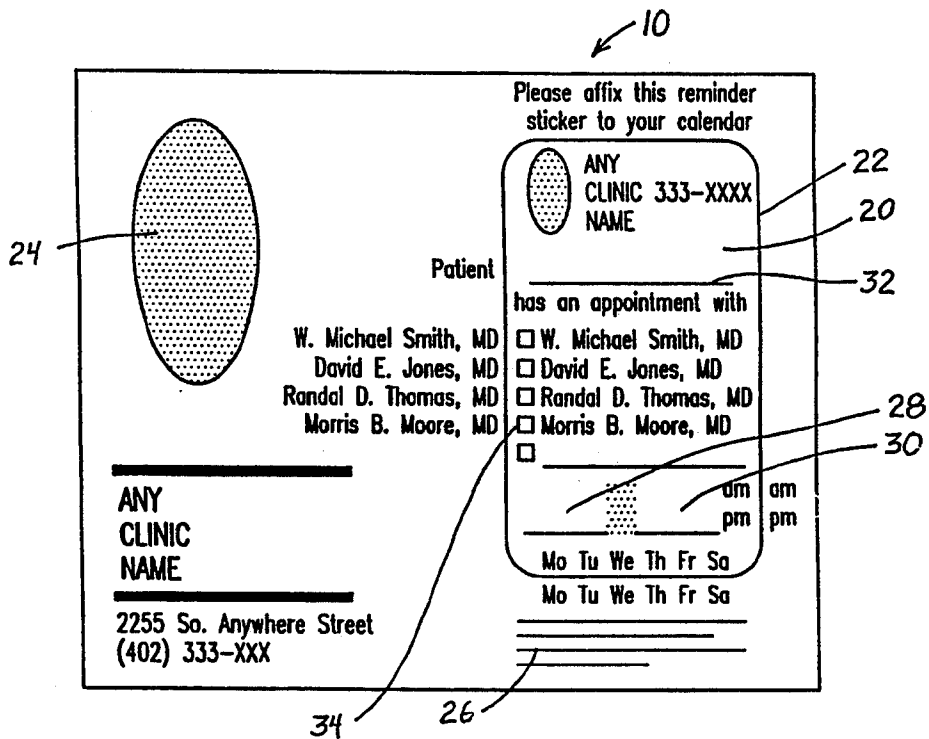 10
Please affix this reminder
sticker to your calendar
ANY
CLINIC 333-XXXX
NAME
22
20
24
Patient
32
has an appointment with
W. Michael Smith, MD W. Michael Smith, MD
David E. Jones, MD David E. Jones, MD
Randal D. Thomas, MD Randal D. Thomas, MD
Morris B. Moore, MD Morris B. Moore, MD
28
30
am am
pm pm
ANY
CLINIC
NAME
Mo Tu We Th Fr Sa
Mo Tu We Th Fr Sa
2255 So. Anywhere Street
(402) 333-XXX
34
26